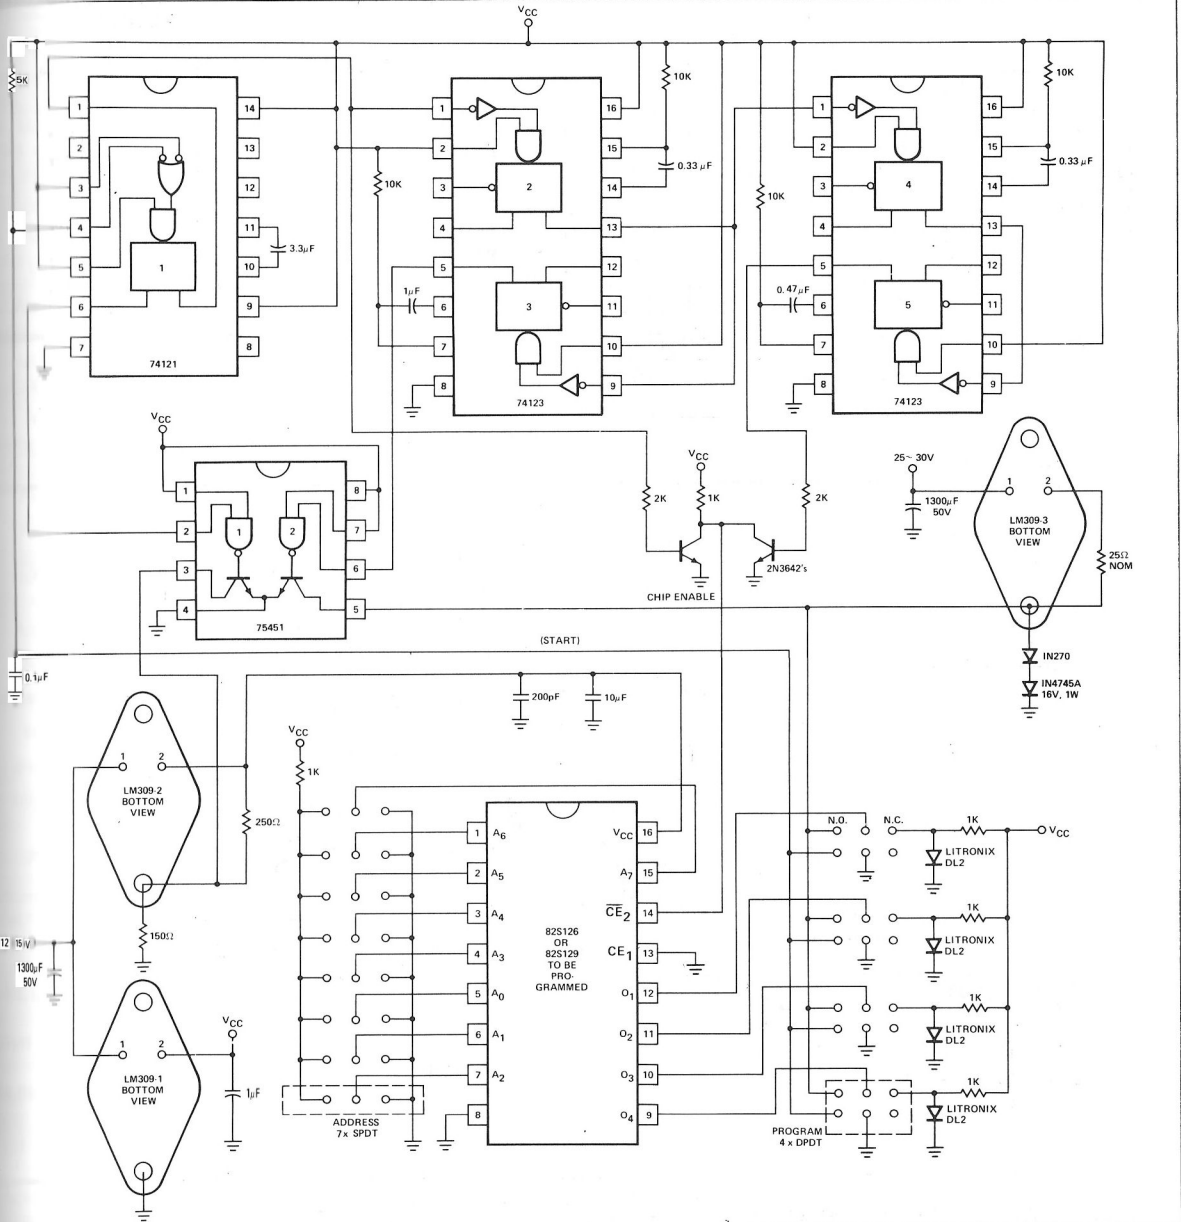 VCC
5K
1
2
3
4
5
6
7
14
13
12
11
10
9
8
1
74121
3.3μF
10K
1μF
1
2
3
4
5
6
7
8
16
15
14
13
12
11
10
9
2
3
74123
10K
0.33 μF
10K
0.47μF
1
2
3
4
5
6
7
8
16
15
14
13
12
11
10
9
4
5
74123
10K
0.33 μF
VCC
1
2
3
4
8
7
6
5
1
2
75451
2K
VCC
1K
2K
2N3642's
CHIP ENABLE
25~ 30V
1300μF
50V
1
2
LM309-3
BOTTOM
VIEW
25Ω
NOM
IN270
IN4745A
16V, 1W
(START)
0.1μF
200pF
10μF
1
2
LM309-2
BOTTOM
VIEW
250Ω
150Ω
12 15V
1300μF
50V
1
2
LM309-1
BOTTOM
VIEW
VCC
1μF
VCC
1K
ADDRESS
7x SPDT
1 A6
2 A5
3 A4
4 A3
5 A0
6 A1
7 A2
8
VCC 16
A7 15
CE2 14
CE1 13
O1 12
O2 11
O3 10
O4 9
82S126
OR
82S129
TO BE
PRO-
GRAMMED
N.O.
N.C.
1K
VCC
LITRONIX
DL2
1K
LITRONIX
DL2
1K
LITRONIX
DL2
1K
LITRONIX
DL2
PROGRAM
4 x DPDT